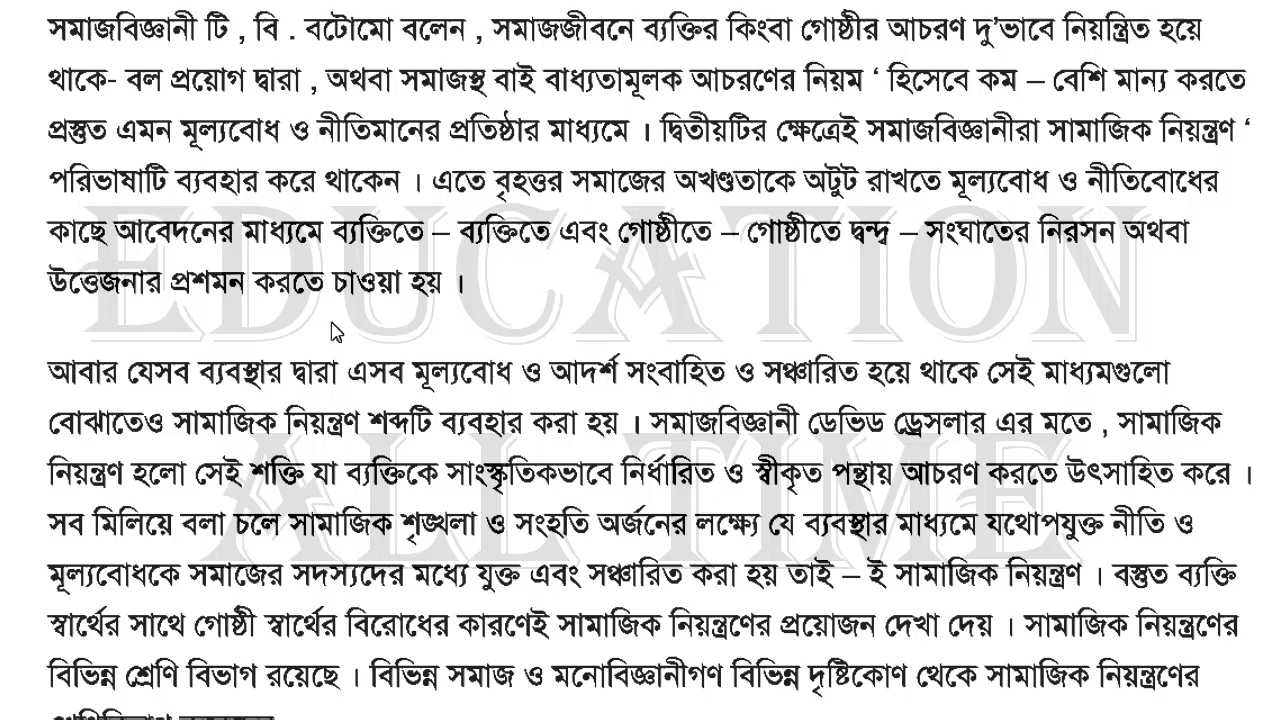 সমাজবিজ্ঞানী টি , বি . বটোমো বলেন , সমাজজীবনে ব্যক্তির কিংবা গোষ্ঠীর আচরণ দু’ভাবে নিয়ন্ত্রিত হয়ে
থাকে- বল প্রয়োগ দ্বারা , অথবা সমাজস্থ বাই বাধ্যতামূলক আচরণের নিয়ম ‘ হিসেবে কম – বেশি মান্য করতে
প্রস্তুত এমন মূল্যবোধ ও নীতিমানের প্রতিষ্ঠার মাধ্যমে । দ্বিতীয়টির ক্ষেত্রেই সমাজবিজ্ঞানীরা সামাজিক নিয়ন্ত্রণ ‘
পরিভাষাটি ব্যবহার করে থাকেন । এতে বৃহত্তর সমাজের অখণ্ডতাকে অটুট রাখতে মূল্যবোধ ও নীতিবোধের
কাছে আবেদনের মাধ্যমে ব্যক্তিতে – ব্যক্তিতে এবং গোষ্ঠীতে – গোষ্ঠীতে দ্বন্দ্ব – সংঘাতের নিরসন অথবা
উত্তেজনার প্রশমন করতে চাওয়া হয় ।
EDUCATION
আবার যেসব ব্যবস্থার দ্বারা এসব মূল্যবোধ ও আদর্শ সংবাহিত ও সঞ্চারিত হয়ে থাকে সেই মাধ্যমগুলো
বোঝাতেও সামাজিক নিয়ন্ত্রণ শব্দটি ব্যবহার করা হয় । সমাজবিজ্ঞানী ডেভিড ড্রেসলার এর মতে , সামাজিক
নিয়ন্ত্রণ হলো সেই শক্তি যা ব্যক্তিকে সাংস্কৃতিকভাবে নির্ধারিত ও স্বীকৃত পন্থায় আচরণ করতে উৎসাহিত করে ।
ALL TIME
সব মিলিয়ে বলা চলে সামাজিক শৃঙ্খলা ও সংহতি অর্জনের লক্ষ্যে যে ব্যবস্থার মাধ্যমে যথোপযুক্ত নীতি ও
মূল্যবোধকে সমাজের সদস্যদের মধ্যে যুক্ত এবং সঞ্চারিত করা হয় তাই – ই সামাজিক নিয়ন্ত্রণ । বস্তুত ব্যক্তি
স্বার্থের সাথে গোষ্ঠী স্বার্থের বিরোধের কারণেই সামাজিক নিয়ন্ত্রণের প্রয়োজন দেখা দেয় । সামাজিক নিয়ন্ত্রণের
বিভিন্ন শ্রেণি বিভাগ রয়েছে । বিভিন্ন সমাজ ও মনোবিজ্ঞানীগণ বিভিন্ন দৃষ্টিকোণ থেকে সামাজিক নিয়ন্ত্রণের